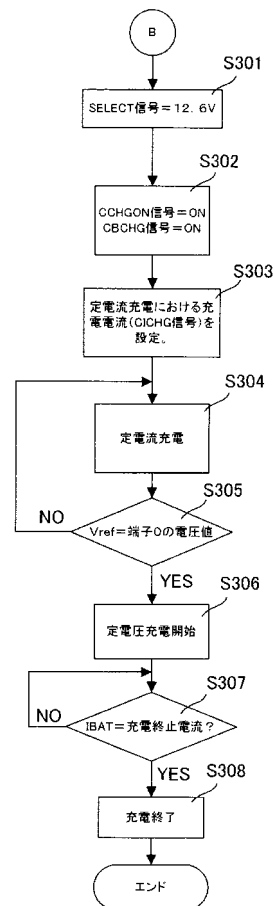 B
S301
SELECT信号＝12．6V
S302
CCHGON信号＝ON
CBCHG信号＝ON
S303
定電流充電における充
電電流（CICHG信号）を
設定。
S304
定電流充電
S305
NO
Vref＝端子0の電圧値
YES
S306
定電圧充電開始
S307
NO
IBAT＝充電終止電流？
YES
S308
充電終了
エンド